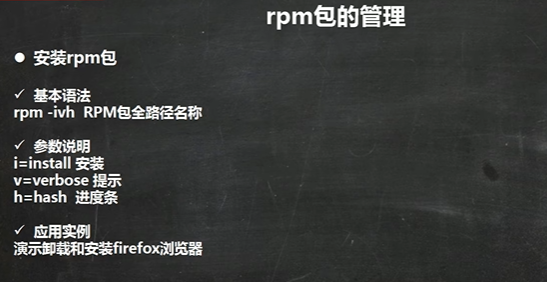 rpm包的管理
● 安装rpm包
✓ 基本语法
rpm -ivh RPM包全路径名称
✓ 参数说明
i=install 安装
v=verbose 提示
h=hash 进度条
✓ 应用实例
演示卸载和安装firefox浏览器